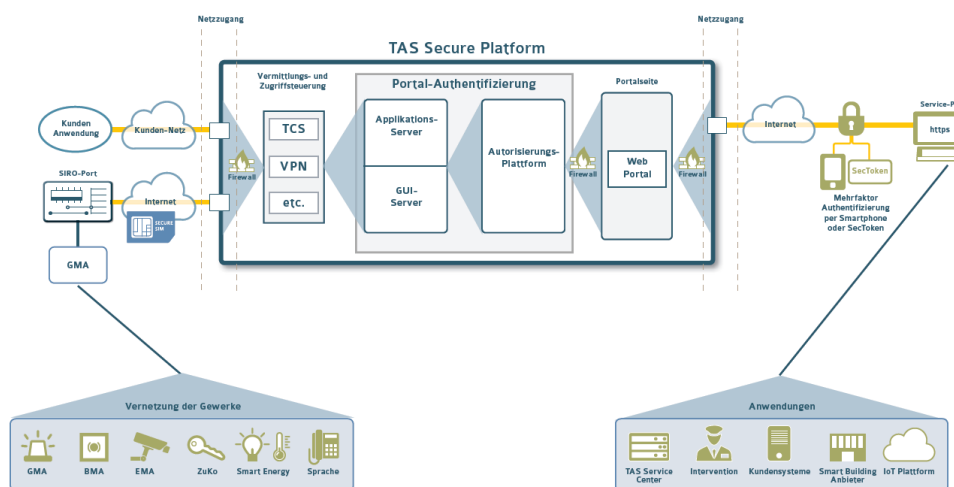 Netzzugang
Netzzugang
TAS Secure Platform
Vermittlungs- und
Zugriffsteuerung
Portal-Authentifizierung
Portalseite
Kunden
Anwendung
Kunden-Netz
TCS
VPN
etc.
Firewall
Applikations-
Server
GUI-
Server
Autorisierungs-
Plattform
Firewall
Web
Portal
Firewall
Internet
Service-P
https
SecToken
Mehrfaktor
Authentifizierung
per Smartphone
oder SecToken
SIRO-Port
Internet
SECURE
SIM
GMA
Vernetzung der Gewerke
GMA
BMA
EMA
ZuKo
Smart Energy
Sprache
Anwendungen
TAS Service
Center
Intervention
Kundensysteme
Smart Building
Anbieter
IoT Plattform